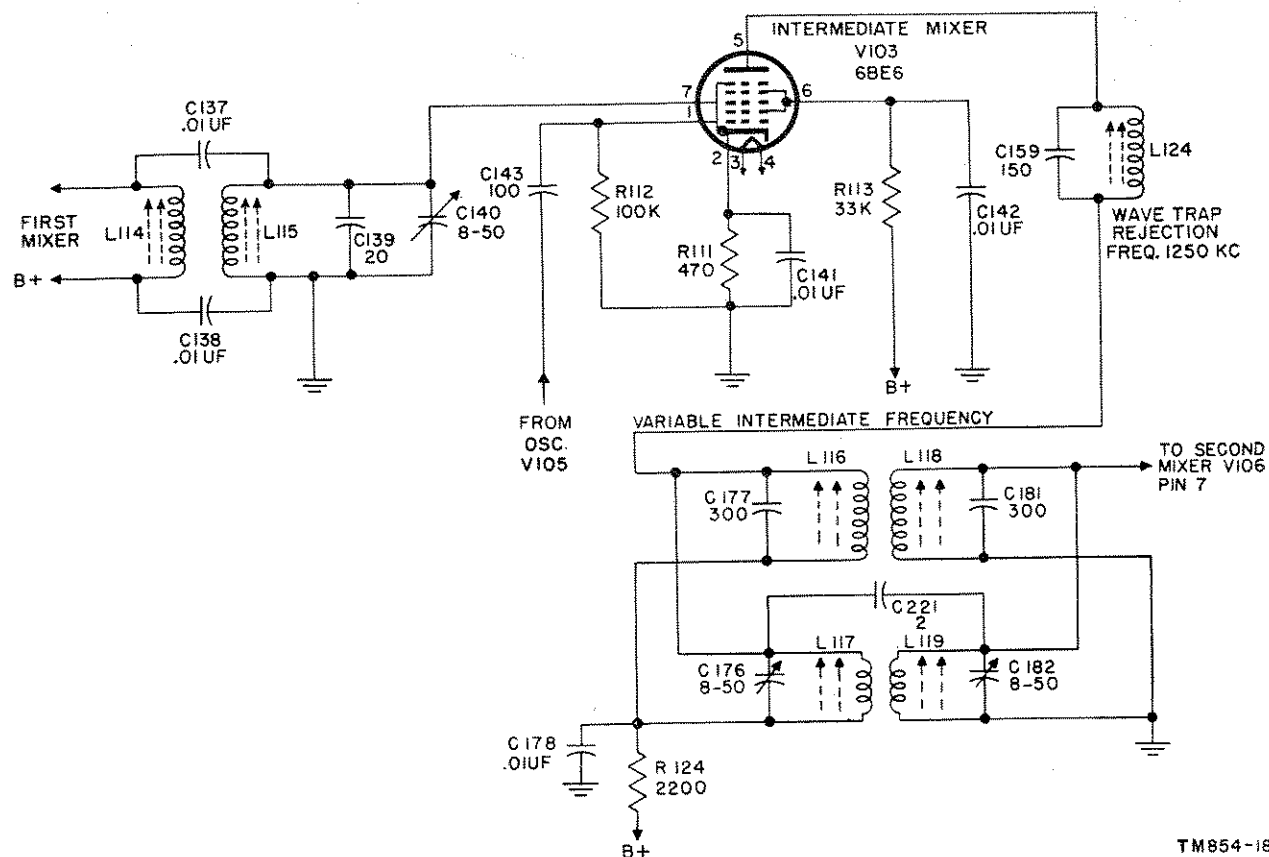 INTERMEDIATE MIXER
V103
6BE6
5
7
1
6
2
3
4
C137
.01UF
FIRST
MIXER
B+
L114
L115
C139
20
C140
8-50
C138
.01UF
C143
100
R112
100K
R111
470
C141
.01UF
R113
33K
C142
.01UF
B+
C159
150
L124
WAVE TRAP
REJECTION
FREQ. 1250 KC
FROM
OSC.
V105
VARIABLE INTERMEDIATE FREQUENCY
L116
L118
C177
300
C181
300
TO SECOND
MIXER V106
PIN 7
C221
2
L117
L119
C176
8-50
C182
8-50
C178
.01UF
R124
2200
B+
TM854-18